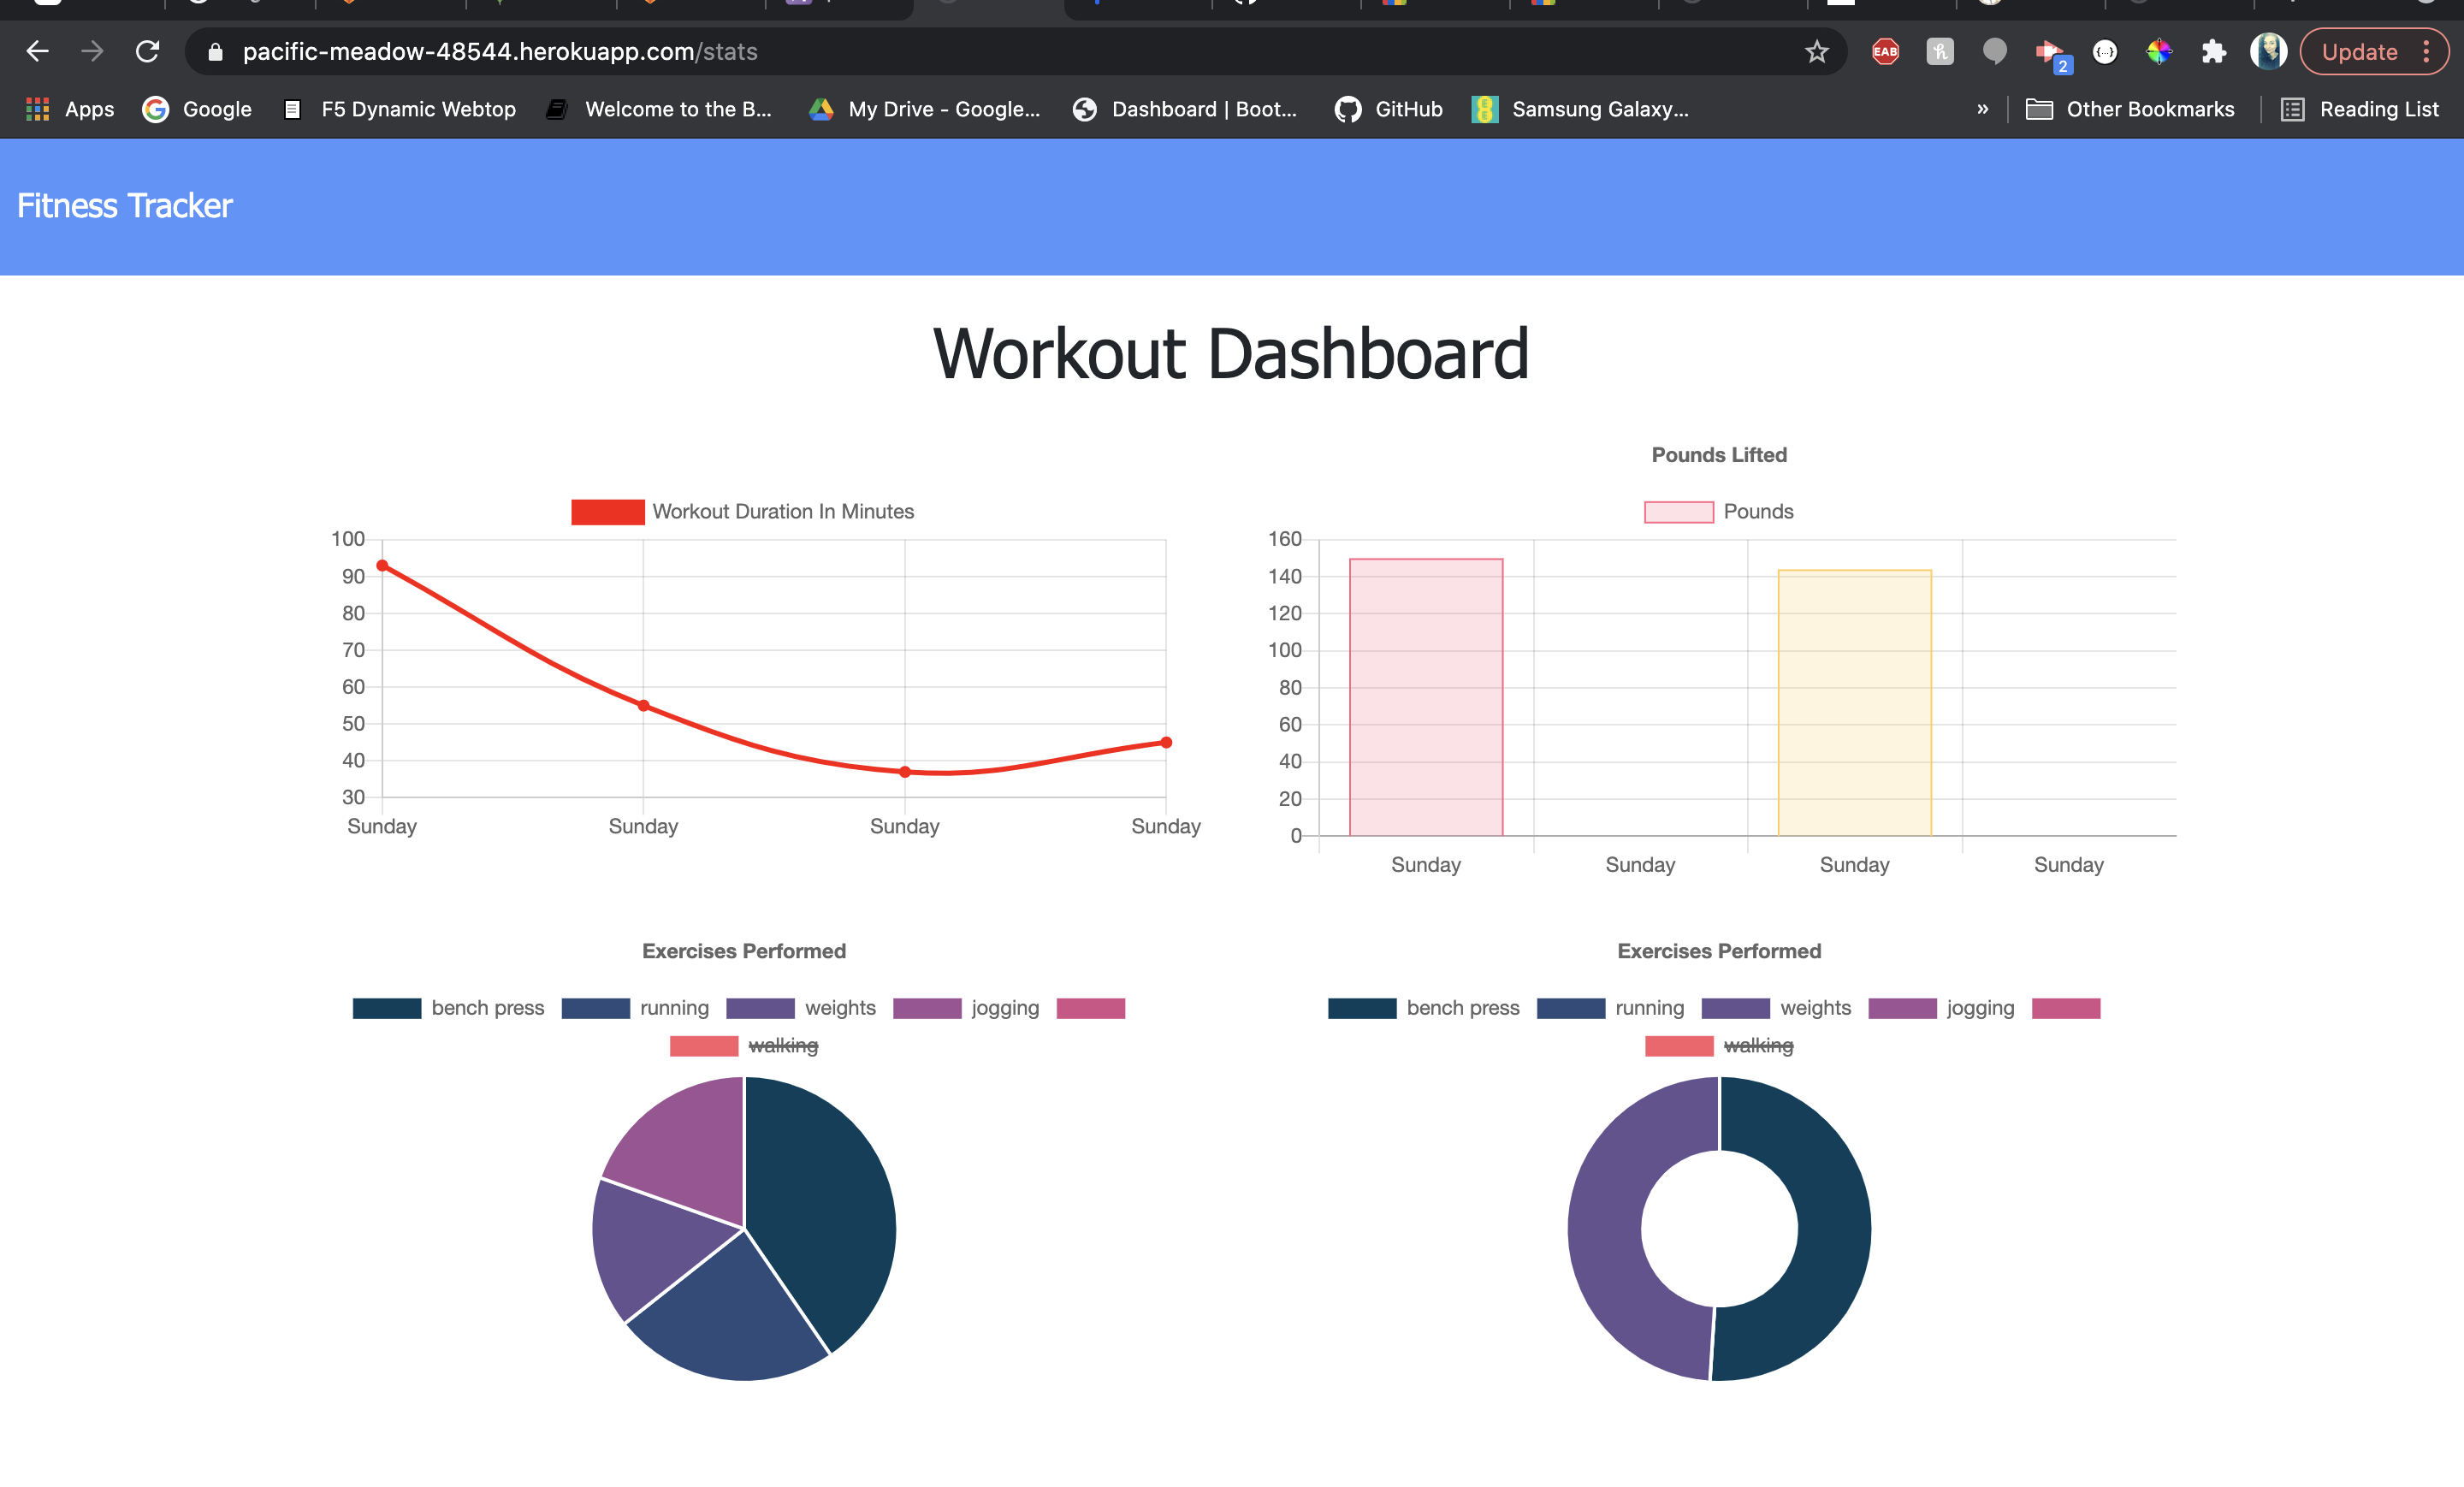 pacific-meadow-48544.herokuapp.com/stats
EAB
2
Update
Apps Google F5 Dynamic Webtop Welcome to the B... My Drive - Google... Dashboard | Boot... GitHub Samsung Galaxy... » Other Bookmarks Reading List
Fitness Tracker
Workout Dashboard
Workout Duration In Minutes
100
90
80
70
60
50
40
30
Sunday Sunday Sunday Sunday
Pounds Lifted
Pounds
160
140
120
100
80
60
40
20
0
Sunday Sunday Sunday Sunday
Exercises Performed
bench press running weights jogging
walking
Exercises Performed
bench press running weights jogging
walking